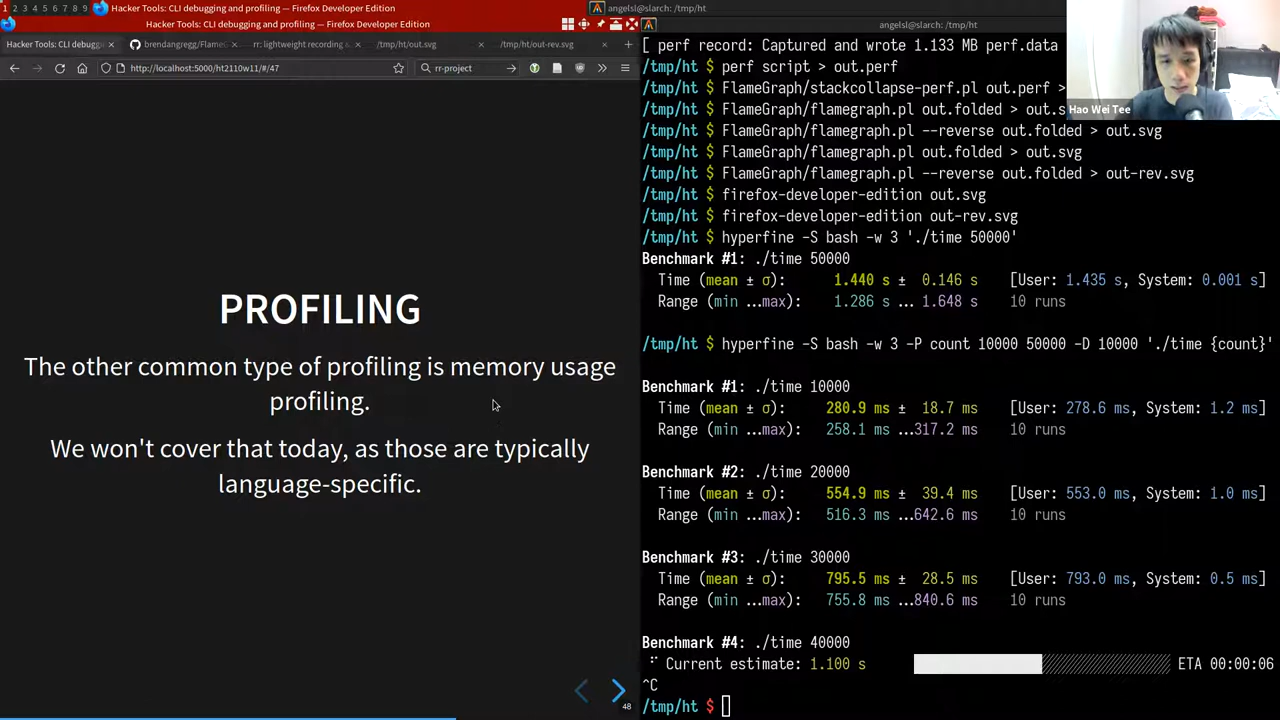 1 2 3 4 5 6 7 8 9 Hacker Tools: CLI debugging and profiling — Firefox Developer Edition
angelsl@slarch: /tmp/ht
Hacker Tools: CLI debugging and profiling — Firefox Developer Edition
angelsl@slarch: /tmp/ht
Hacker Tools: CLI debugg
brendangregg/Flame
rr: lightweight recording
/tmp/ht/out.svg
/tmp/ht/out-rev.svg
http://localhost:5000/ht2110w11/#/47
rr-project
PROFILING
The other common type of profiling is memory usage
profiling.
We won't cover that today, as those are typically
language-specific.
48
[ perf record: Captured and wrote 1.133 MB perf.data
/tmp/ht $ perf script > out.perf
/tmp/ht $ FlameGraph/stackcollapse-perf.pl out.perf >
/tmp/ht $ FlameGraph/flamegraph.pl out.folded > out.s
/tmp/ht $ FlameGraph/flamegraph.pl --reverse out.folded > out.svg
/tmp/ht $ FlameGraph/flamegraph.pl out.folded > out.svg
/tmp/ht $ FlameGraph/flamegraph.pl --reverse out.folded > out-rev.svg
/tmp/ht $ firefox-developer-edition out.svg
/tmp/ht $ firefox-developer-edition out-rev.svg
/tmp/ht $ hyperfine -S bash -w 3 './time 50000'
Benchmark #1: ./time 50000
Time (mean ± σ): 1.440 s ± 0.146 s [User: 1.435 s, System: 0.001 s]
Range (min … max): 1.286 s … 1.648 s 10 runs
/tmp/ht $ hyperfine -S bash -w 3 -P count 10000 50000 -D 10000 './time {count}'
Benchmark #1: ./time 10000
Time (mean ± σ): 280.9 ms ± 18.7 ms [User: 278.6 ms, System: 1.2 ms]
Range (min … max): 258.1 ms … 317.2 ms 10 runs
Benchmark #2: ./time 20000
Time (mean ± σ): 554.9 ms ± 39.4 ms [User: 553.0 ms, System: 1.0 ms]
Range (min … max): 516.3 ms … 642.6 ms 10 runs
Benchmark #3: ./time 30000
Time (mean ± σ): 795.5 ms ± 28.5 ms [User: 793.0 ms, System: 0.5 ms]
Range (min … max): 755.8 ms … 840.6 ms 10 runs
Benchmark #4: ./time 40000
Current estimate: 1.100 s ETA 00:00:06
^C
/tmp/ht $
Hao Wei Tee